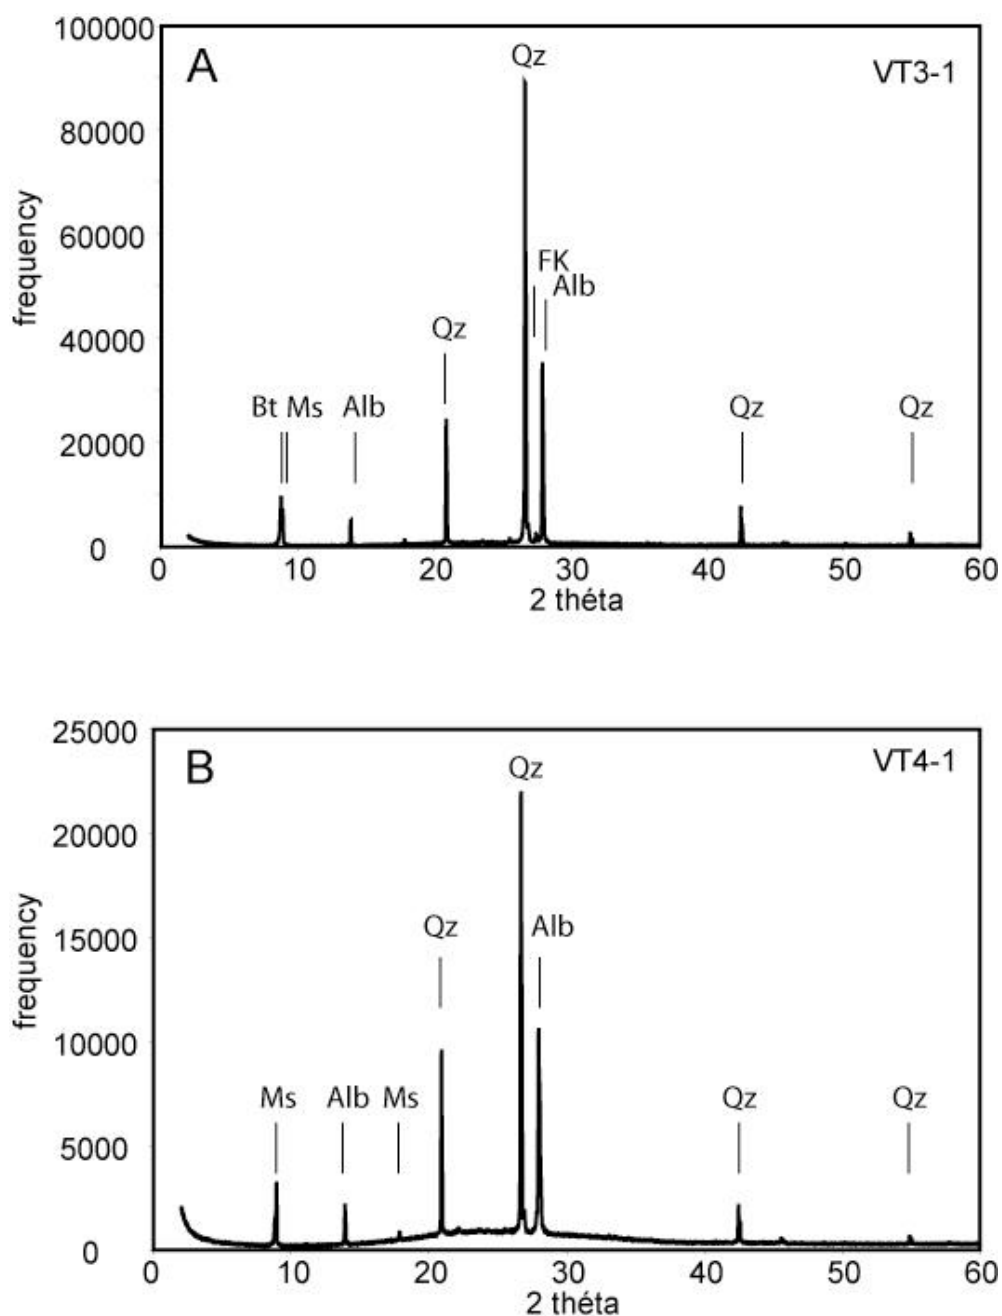 100000
A
Qz
VT3-1
80000
60000
FK
Alb
frequency
40000
Qz
Bt Ms Alb
Qz
Qz
20000
0
0 10 20 30 40 50 60
2 théta
25000
B
Qz
VT4-1
20000
15000
Qz
Alb
frequency
10000
Ms Alb Ms
Qz
Qz
5000
0
0 10 20 30 40 50 60
2 théta